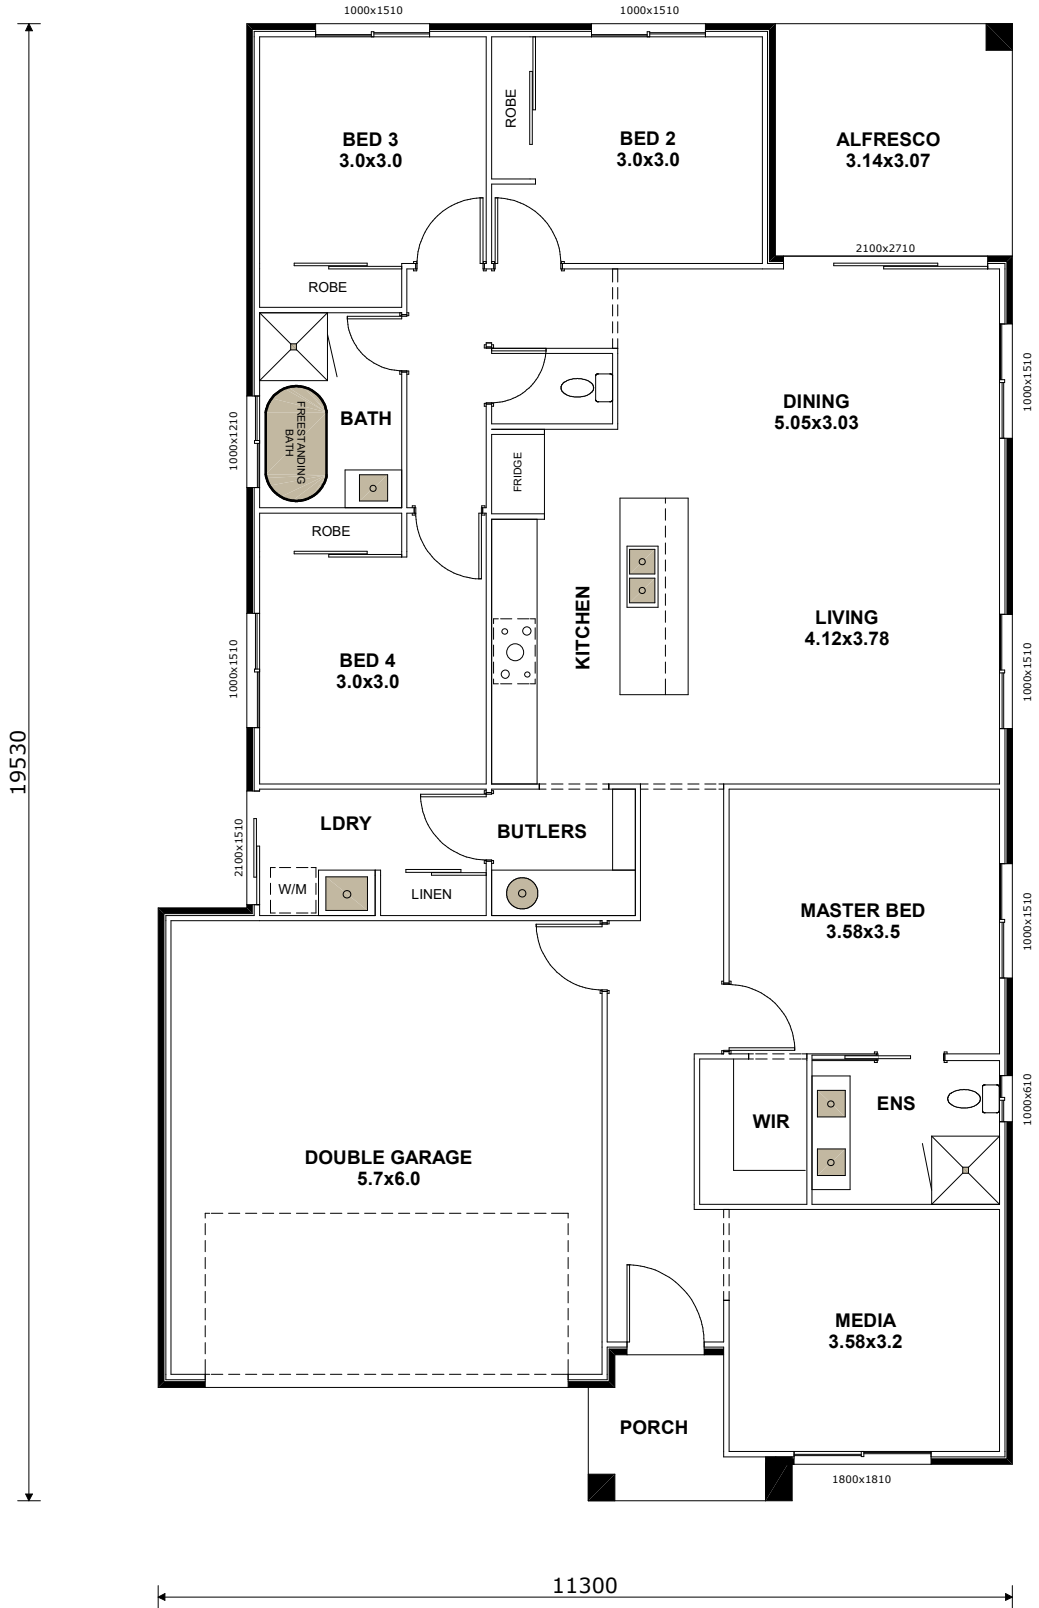 1000x1510
1000x1510
BED 3
3.0x3.0
ROBE
BED 2
3.0x3.0
ALFRESCO
3.14x3.07
2100x2710
ROBE
1000x1510
BATH
DINING
5.05x3.03
1000x1210
FREESTANDING
BATH
FRIDGE
ROBE
KITCHEN
LIVING
4.12x3.78
1000x1510
BED 4
3.0x3.0
1000x1510
19530
LDRY
BUTLERS
2100x1510
W/M
LINEN
MASTER BED
3.58x3.5
1000x1510
WIR
ENS
1000x610
DOUBLE GARAGE
5.7x6.0
MEDIA
3.58x3.2
PORCH
1800x1810
11300